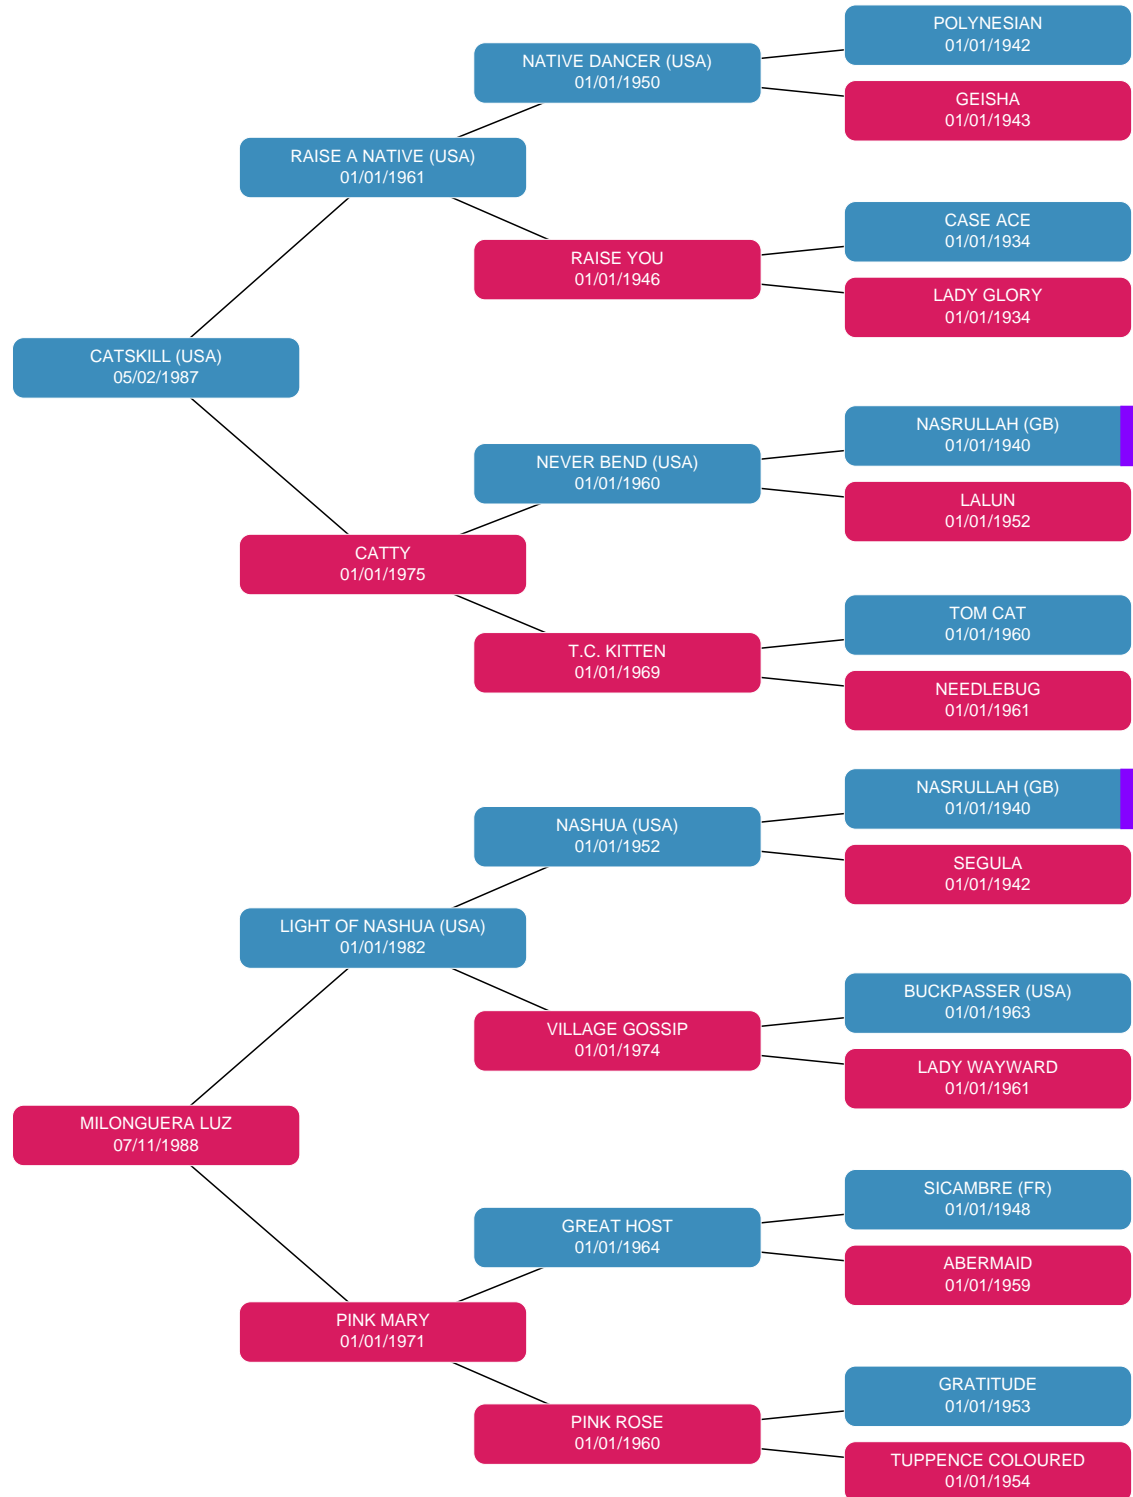 POLYNESIAN
01/01/1942
NATIVE DANCER (USA)
01/01/1950
GEISHA
01/01/1943
RAISE A NATIVE (USA)
01/01/1961
CASE ACE
01/01/1934
RAISE YOU
01/01/1946
LADY GLORY
01/01/1934
CATSKILL (USA)
05/02/1987
NASRULLAH (GB)
01/01/1940
NEVER BEND (USA)
01/01/1960
LALUN
01/01/1952
CATTY
01/01/1975
TOM CAT
01/01/1960
T.C. KITTEN
01/01/1969
NEEDLEBUG
01/01/1961
NASRULLAH (GB)
01/01/1940
NASHUA (USA)
01/01/1952
SEGULA
01/01/1942
LIGHT OF NASHUA (USA)
01/01/1982
BUCKPASSER (USA)
01/01/1963
VILLAGE GOSSIP
01/01/1974
LADY WAYWARD
01/01/1961
MILONGUERA LUZ
07/11/1988
SICAMBRE (FR)
01/01/1948
GREAT HOST
01/01/1964
ABERMAID
01/01/1959
PINK MARY
01/01/1971
GRATITUDE
01/01/1953
PINK ROSE
01/01/1960
TUPPENCE COLOURED
01/01/1954